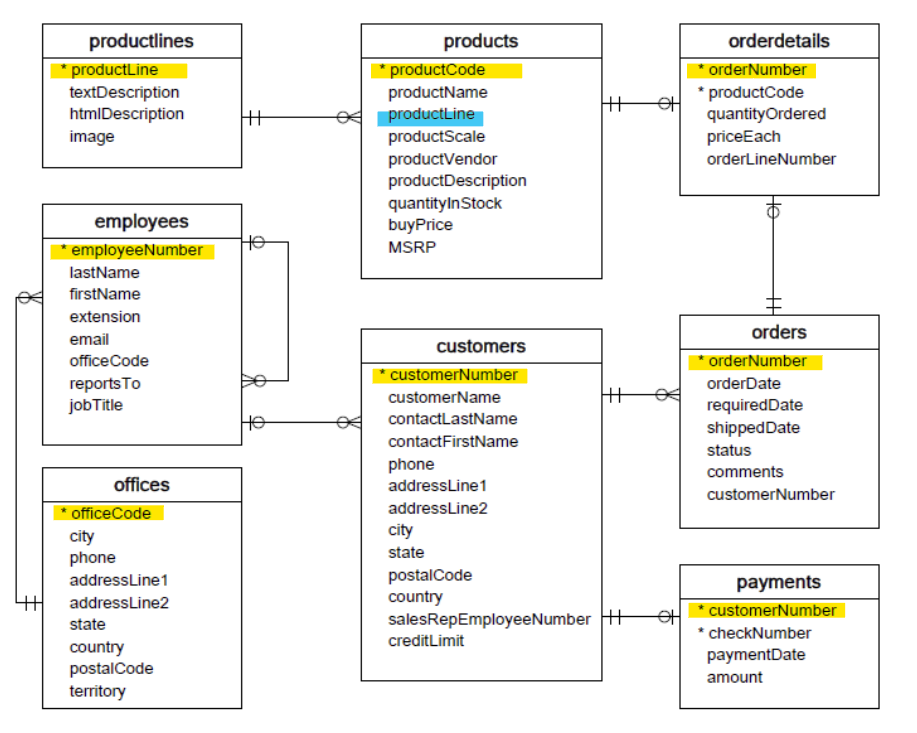 productlines
* productLine
textDescription
htmlDescription
image
products
* productCode
productName
productLine
productScale
productVendor
productDescription
quantityInStock
buyPrice
MSRP
orderdetails
* orderNumber
* productCode
quantityOrdered
priceEach
orderLineNumber
employees
* employeeNumber
lastName
firstName
extension
email
officeCode
reportsTo
jobTitle
customers
* customerNumber
customerName
contactLastName
contactFirstName
phone
addressLine1
addressLine2
city
state
postalCode
country
salesRepEmployeeNumber
creditLimit
orders
* orderNumber
orderDate
requiredDate
shippedDate
status
comments
customerNumber
offices
* officeCode
city
phone
addressLine1
addressLine2
state
country
postalCode
territory
payments
* customerNumber
* checkNumber
paymentDate
amount